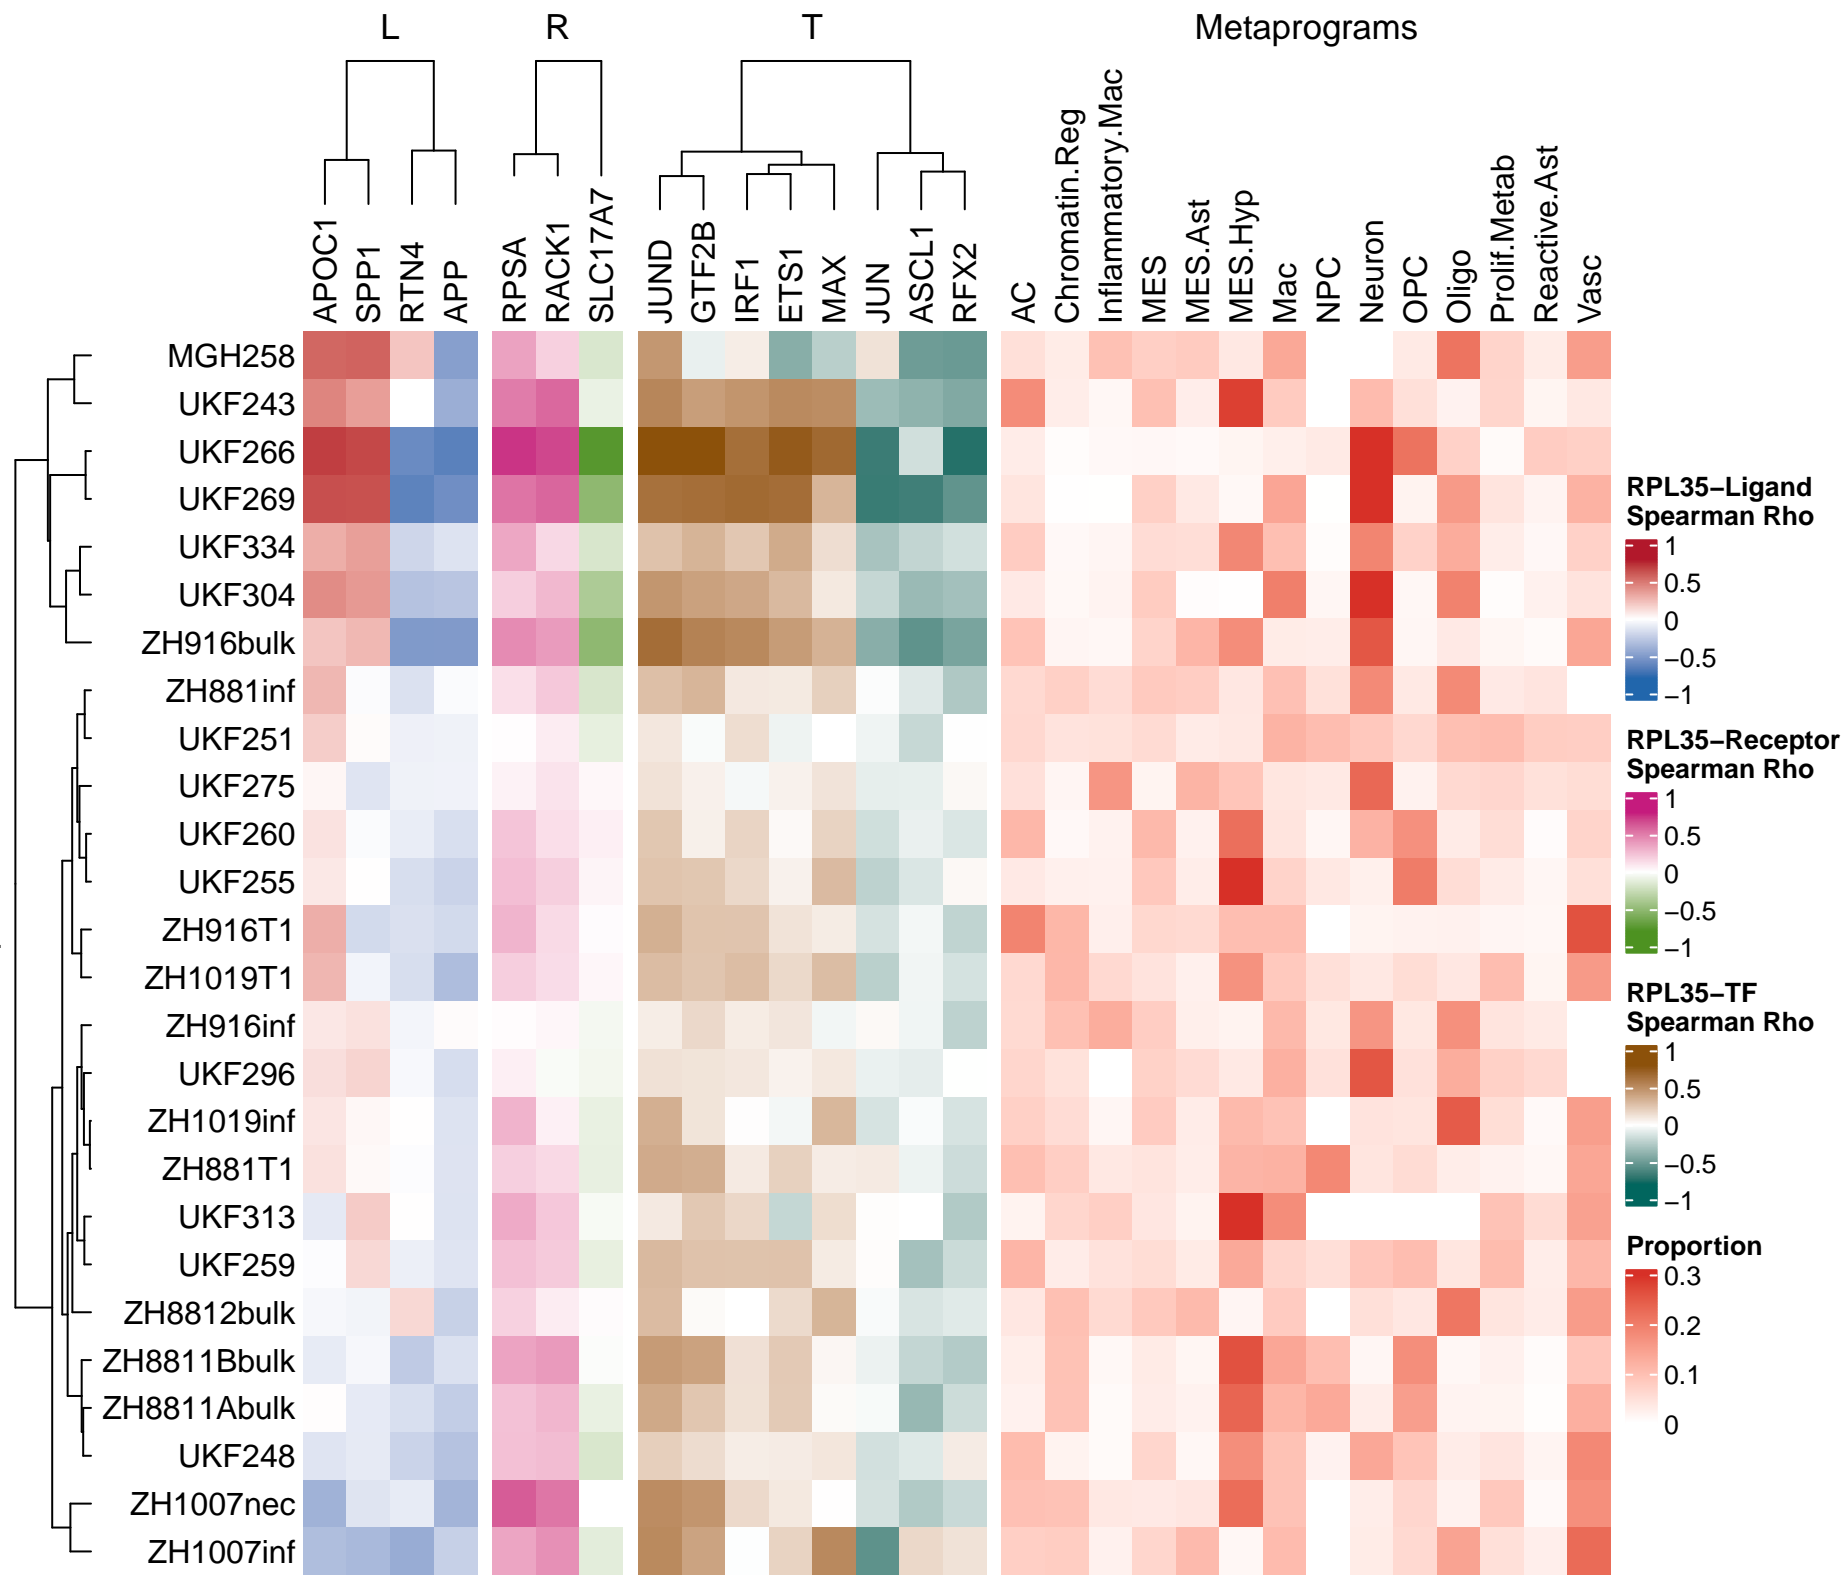 L R T Metaprograms
APOC1 SPP1 RTN4 APP RPSA RACK1 SLC17A7 JUND GTF2B IRF1 ETS1 MAX JUN ASCL1 RFX2 AC Chromatin.Reg Inflammatory.Mac MES MES.Ast MES.Hyp Mac NPC Neuron OPC Oligo Prolif.Metab Reactive.Ast Vasc
MGH258
UKF243
UKF266
UKF269
UKF334
UKF304
ZH916bulk
ZH881inf
UKF251
UKF275
UKF260
UKF255
ZH916T1
ZH1019T1
ZH916inf
UKF296
ZH1019inf
ZH881T1
UKF313
UKF259
ZH8812bulk
ZH8811Bbulk
ZH8811Abulk
UKF248
ZH1007nec
ZH1007inf
RPL35−Ligand
Spearman Rho
1
0.5
0
−0.5
−1
RPL35−Receptor
Spearman Rho
1
0.5
0
−0.5
−1
RPL35−TF
Spearman Rho
1
0.5
0
−0.5
−1
Proportion
0.3
0.2
0.1
0